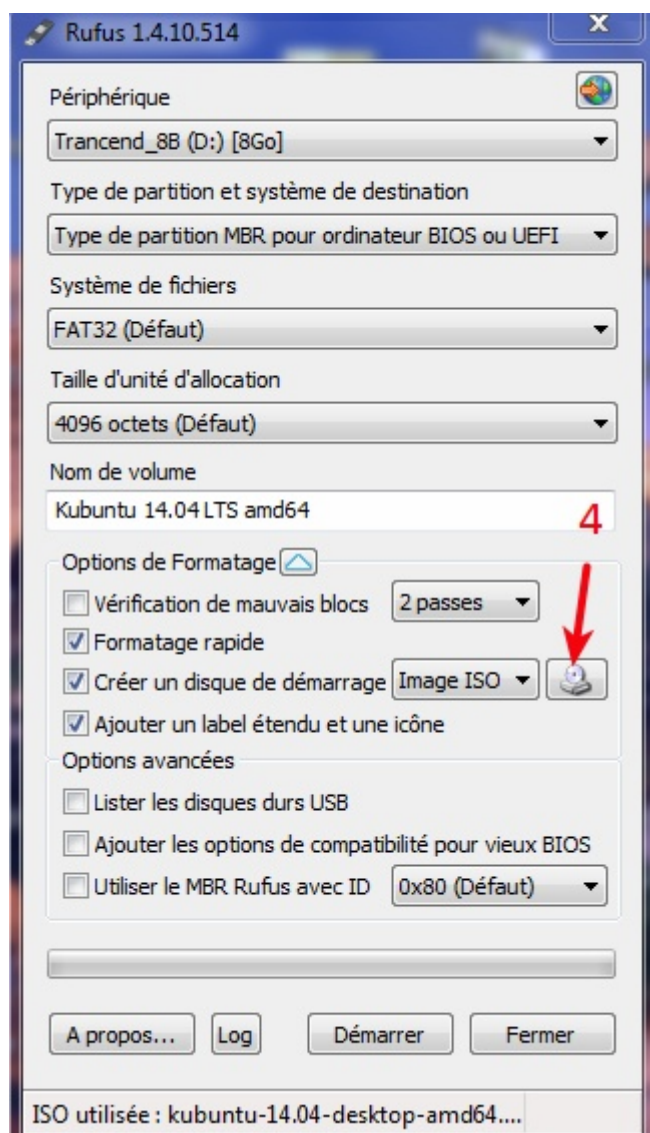 Rufus 1.4.10.514
Périphérique
Trancend_8B (D:) [8Go]
Type de partition et système de destination
Type de partition MBR pour ordinateur BIOS ou UEFI
Système de fichiers
FAT32 (Défaut)
Taille d'unité d'allocation
4096 octets (Défaut)
Nom de volume
Kubuntu 14.04 LTS amd64
4
Options de Formatage
Vérification de mauvais blocs 2 passes
Formatage rapide
Créer un disque de démarrage Image ISO
Ajouter un label étendu et une icône
Options avancées
Lister les disques durs USB
Ajouter les options de compatibilité pour vieux BIOS
Utiliser le MBR Rufus avec ID 0x80 (Défaut)
A propos... Log Démarrer Fermer
ISO utilisée : kubuntu-14.04-desktop-amd64....